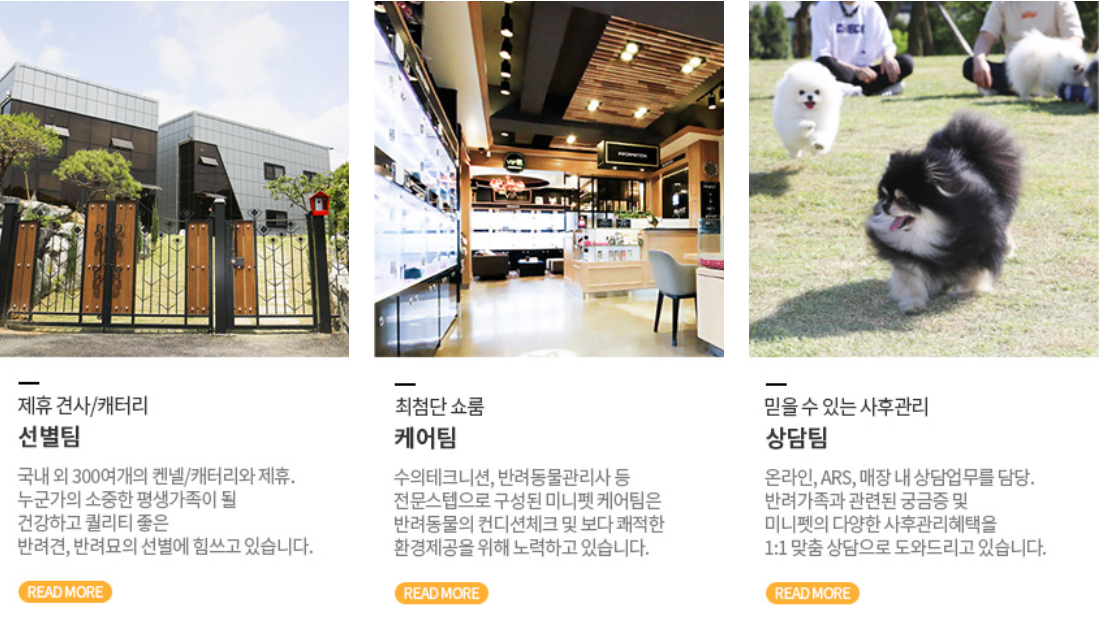 INFORMATION
제휴 견사/캐터리
선별팀
국내 외 300여개의 켄넬/캐터리와 제휴.
누군가의 소중한 평생가족이 될
건강하고 퀄리티 좋은
반려견, 반려묘의 선별에 힘쓰고 있습니다.
READ MORE
최첨단 쇼룸
케어팀
수의테크니션, 반려동물관리사 등
전문스텝으로 구성된 미니펫 케어팀은
반려동물의 컨디션체크 및 보다 쾌적한
환경제공을 위해 노력하고 있습니다.
READ MORE
믿을 수 있는 사후관리
상담팀
온라인, ARS, 매장 내 상담업무를 담당.
반려가족과 관련된 궁금증 및
미니펫의 다양한 사후관리혜택을
1:1 맞춤 상담으로 도와드리고 있습니다.
READ MORE